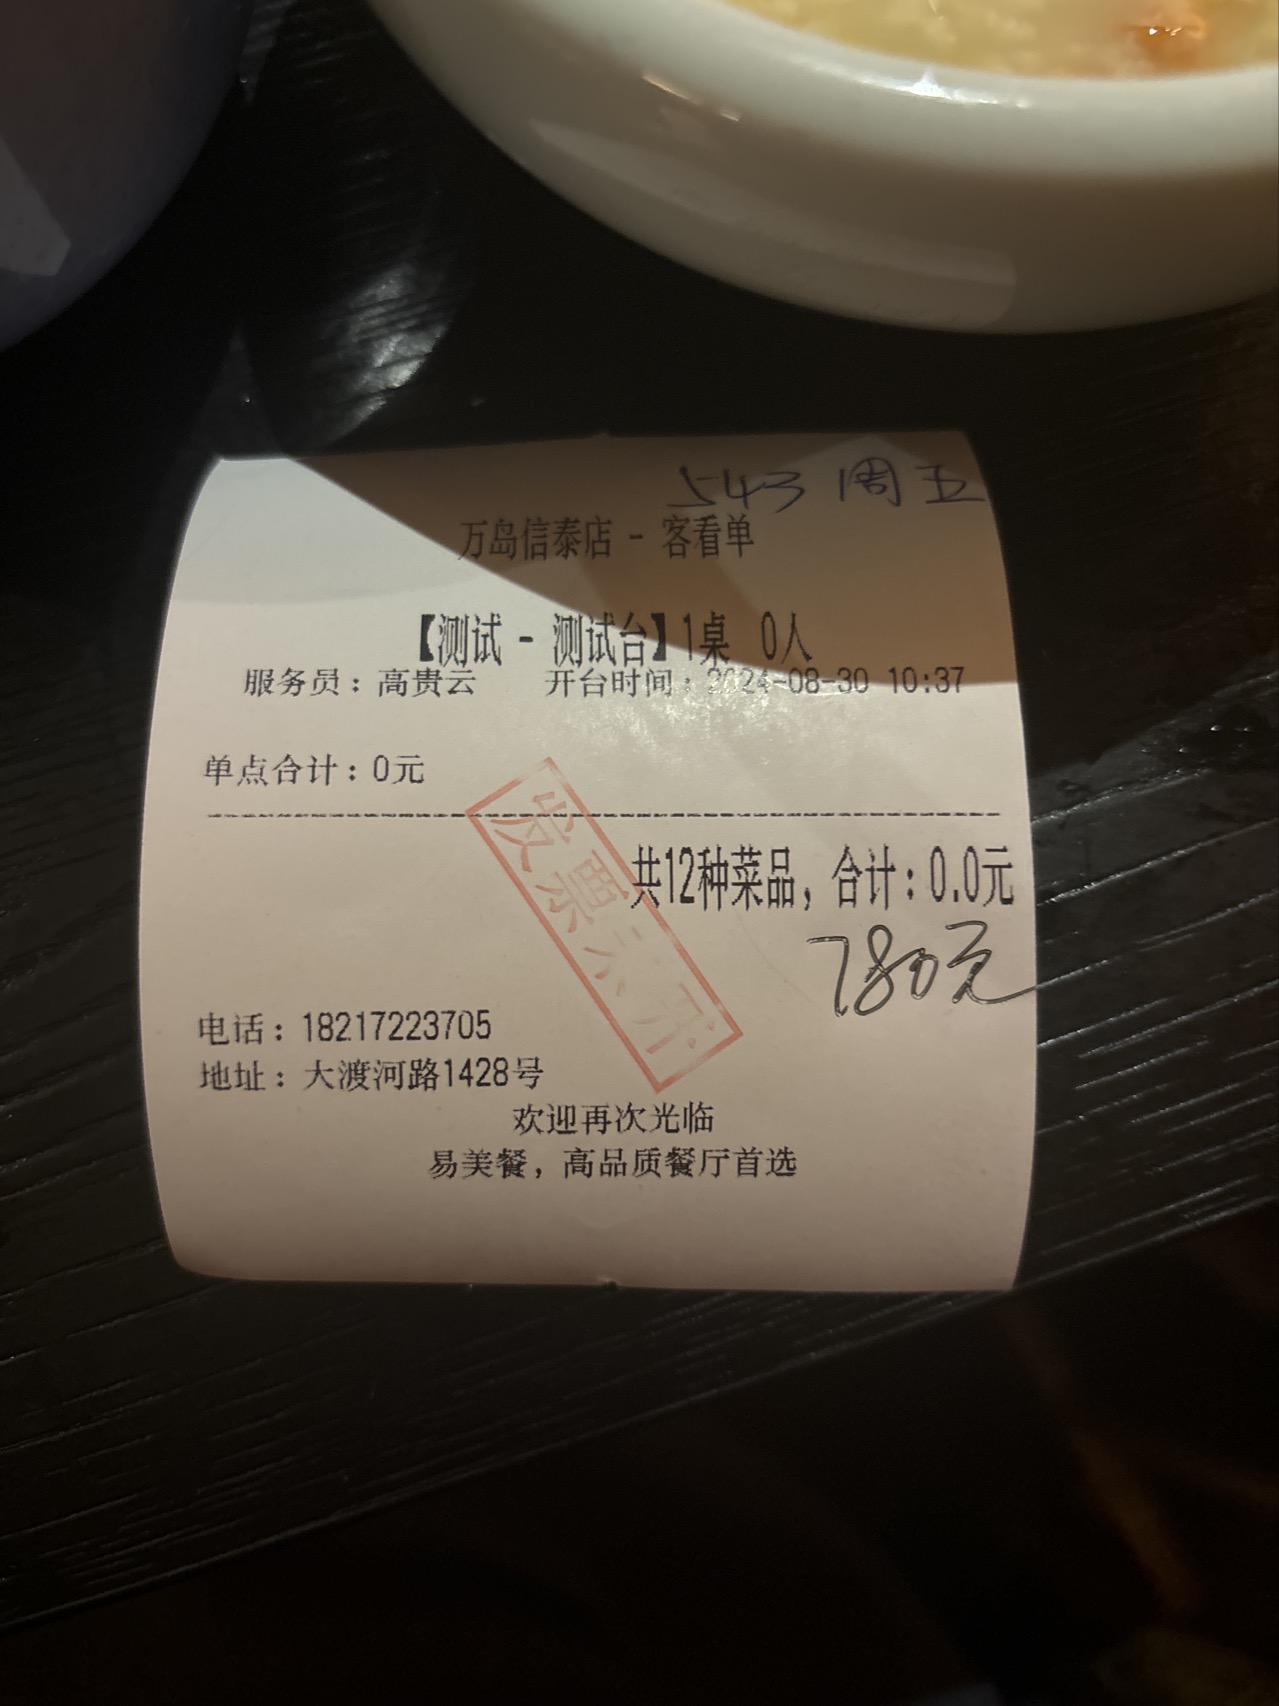 543 周五
万岛信泰店 - 客看单
【测试 - 测试台】1桌 0人
服务员：高贵云 开台时间：2024-08-30 10:37
单点合计：0元
共12种菜品，合计：0.0元
780元
发票示
电话：18217223705
地址：大渡河路1428号
欢迎再次光临
易美餐，高品质餐厅首选